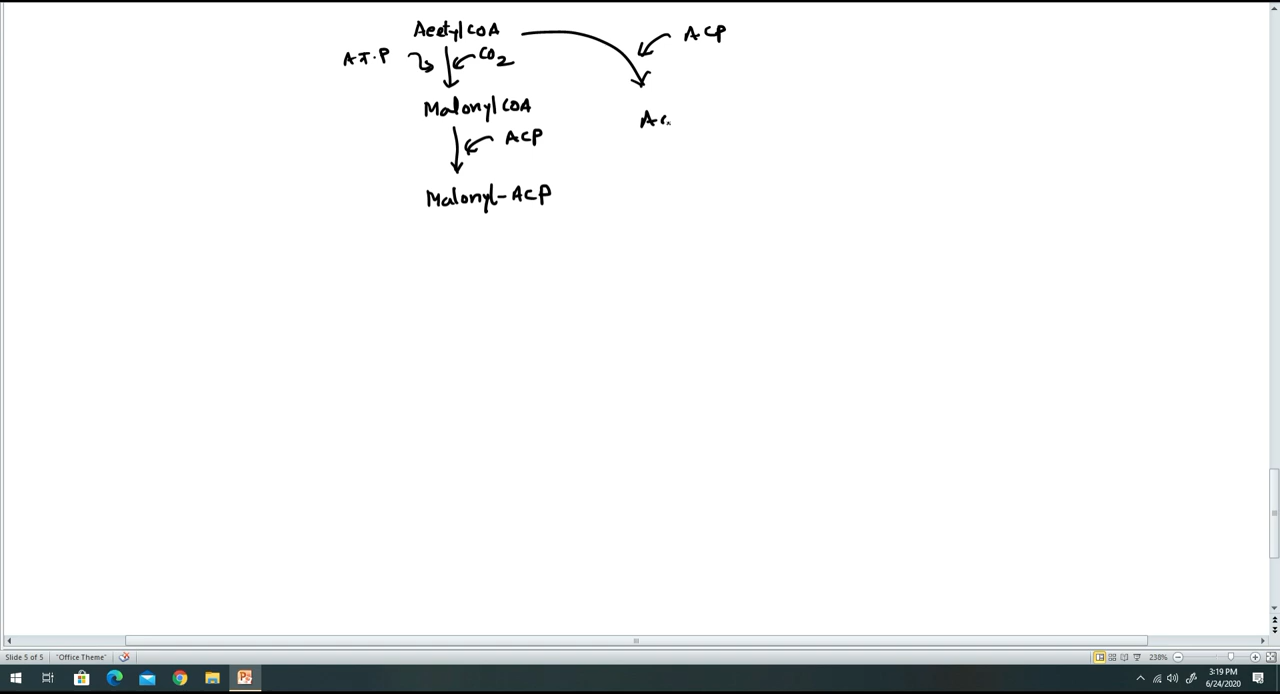 Acetyl COA
ACP
A.T.P
CO2
Malonyl COA
Ac
ACP
Malonyl-ACP
Slide 5 of 5
"Office Theme"
238%
3:19 PM
6/24/2020